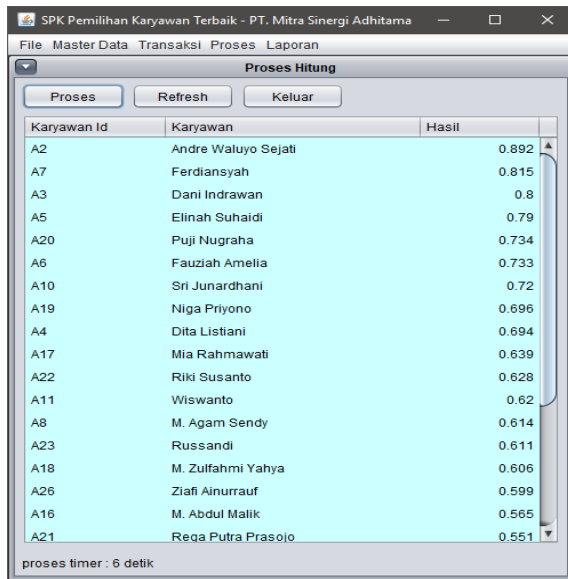 SPK Pemilihan Karyawan Terbaik - PT. Mitra Sinergi Adhitama
File Master Data Transaksi Proses Laporan
Proses Hitung
Proses Refresh Keluar
Karyawan Id Karyawan Hasil
A2 Andre Waluyo Sejati 0.892
A7 Ferdiansyah 0.815
A3 Dani Indrawan 0.8
A5 Elinah Suhaidi 0.79
A20 Puji Nugraha 0.734
A6 Fauziah Amelia 0.733
A10 Sri Junardhani 0.72
A19 Niga Priyono 0.696
A4 Dita Listiani 0.694
A17 Mia Rahmawati 0.639
A22 Riki Susanto 0.628
A11 Wiswanto 0.62
A8 M. Agam Sendy 0.614
A23 Russandi 0.611
A18 M. Zulfahmi Yahya 0.606
A26 Ziafi Ainurrauf 0.599
A16 M. Abdul Malik 0.565
A21 Rega Putra Prasojo 0.551
proses timer : 6 detik